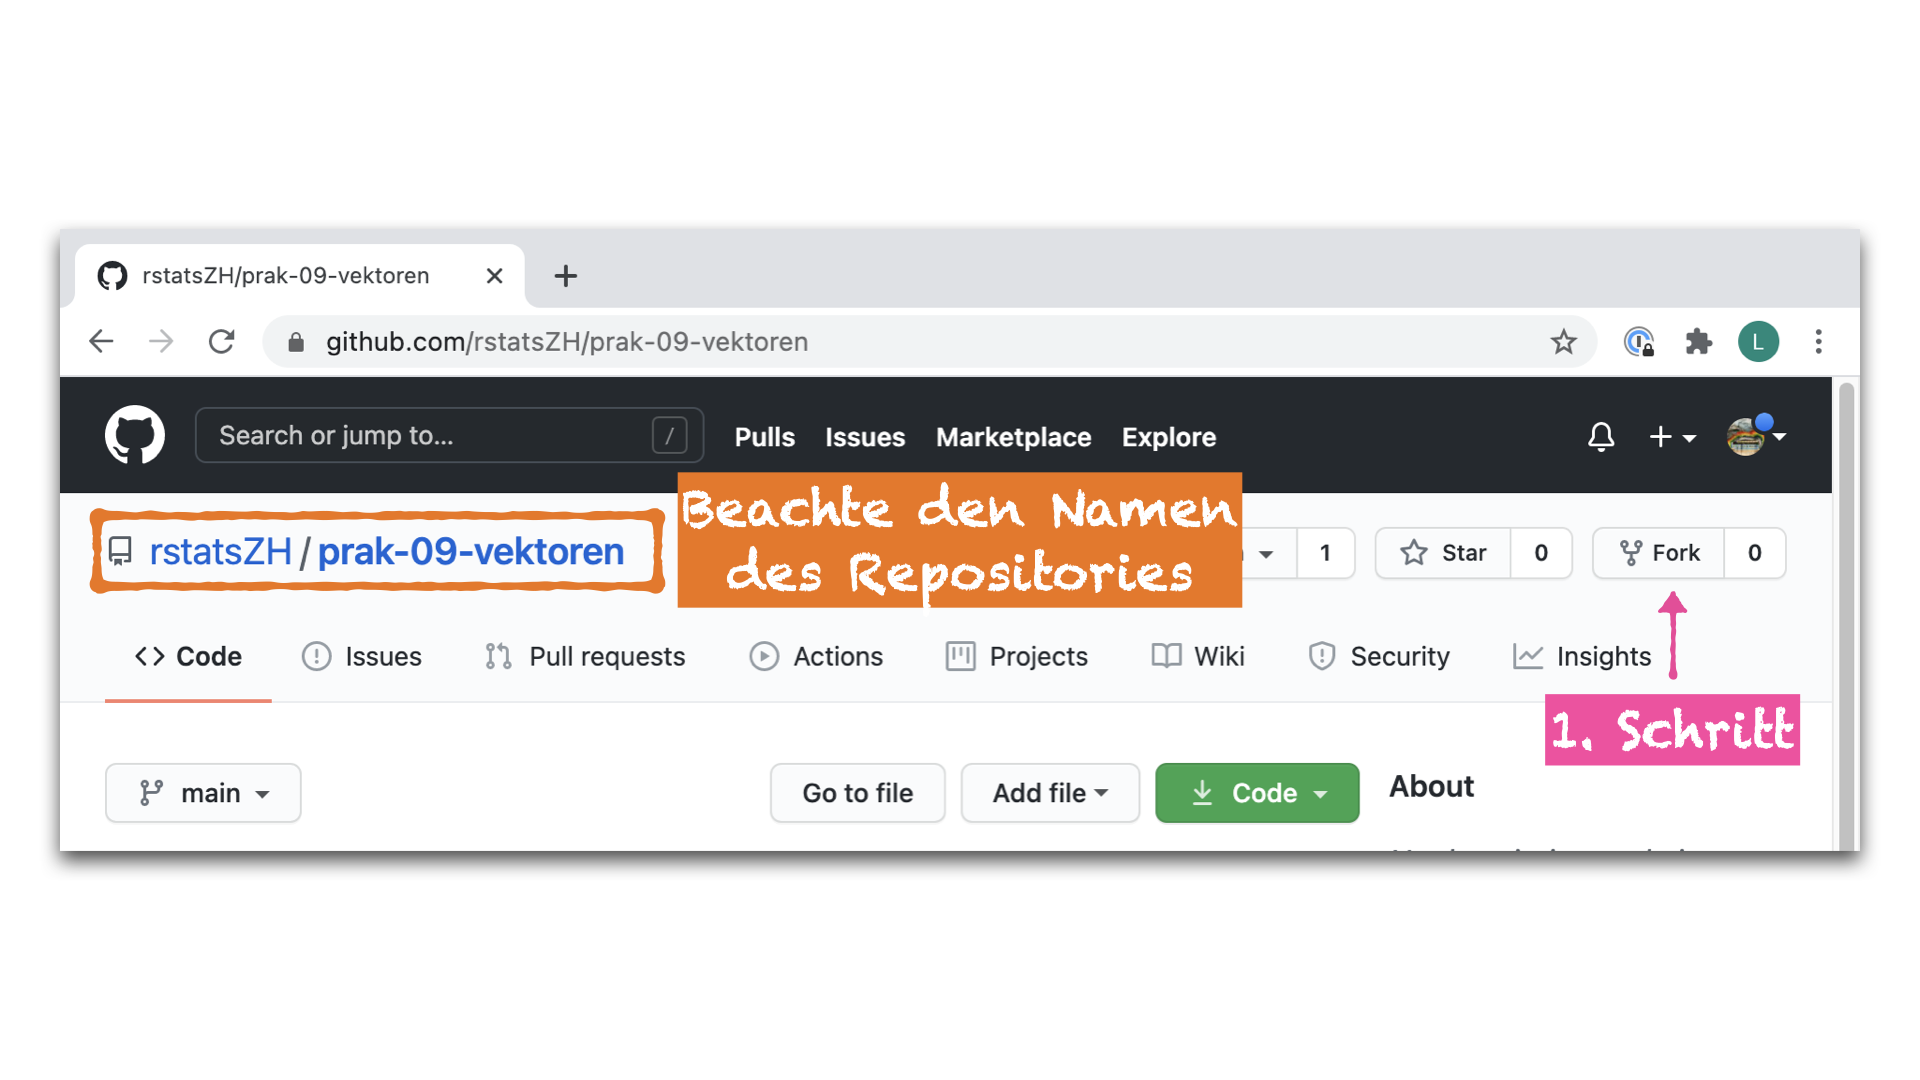 rstatsZH/prak-09-vektoren
github.com/rstatsZH/prak-09-vektoren
L
Search or jump to... /
Pulls Issues Marketplace Explore
rstatsZH / prak-09-vektoren
Beachte den Namen
des Repositories
1
Star 0
Fork 0
Code Issues Pull requests Actions Projects Wiki Security Insights
1. Schritt
main Go to file Add file Code About